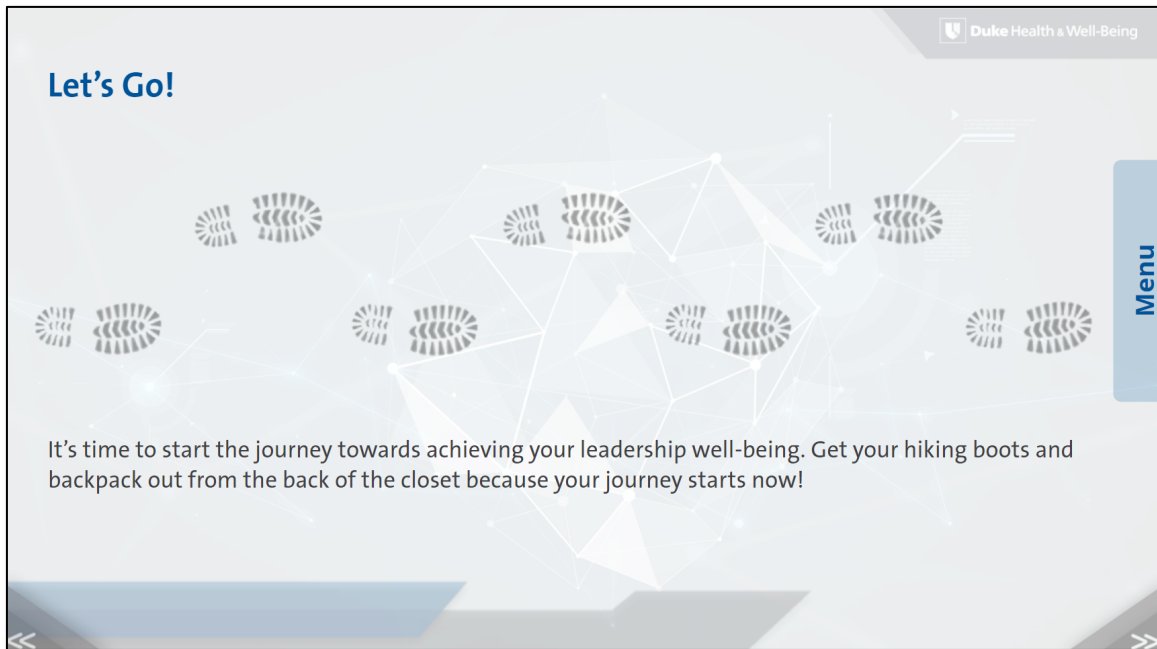 Duke Health & Well-Being
Let's Go!
Menu
It's time to start the journey towards achieving your leadership well-being. Get your hiking boots and
backpack out from the back of the closet because your journey starts now!